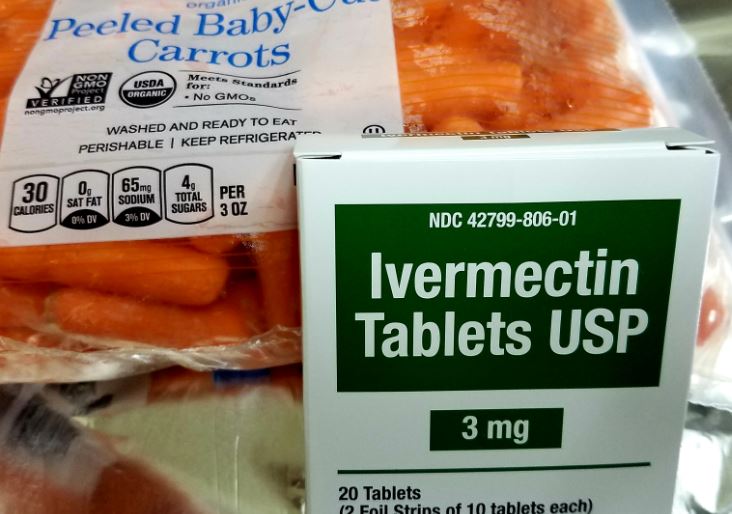 Peeled Baby-Cu
Carrots
NON
GMO
Project
VERIFIED
nongmoproject.org
USDA
ORGANIC
Meets Standards
for:
• No GMOs
WASHED AND READY TO EAT
PERISHABLE | KEEP REFRIGERATED
30
CALORIES
0g
SAT FAT
0% DV
65mg
SODIUM
3% DV
4g
TOTAL
SUGARS
PER
3 OZ
3 mg
NDC 42799-806-01
Ivermectin
Tablets USP
3 mg
20 Tablets
(2 Foil Strips of 10 tablets each)